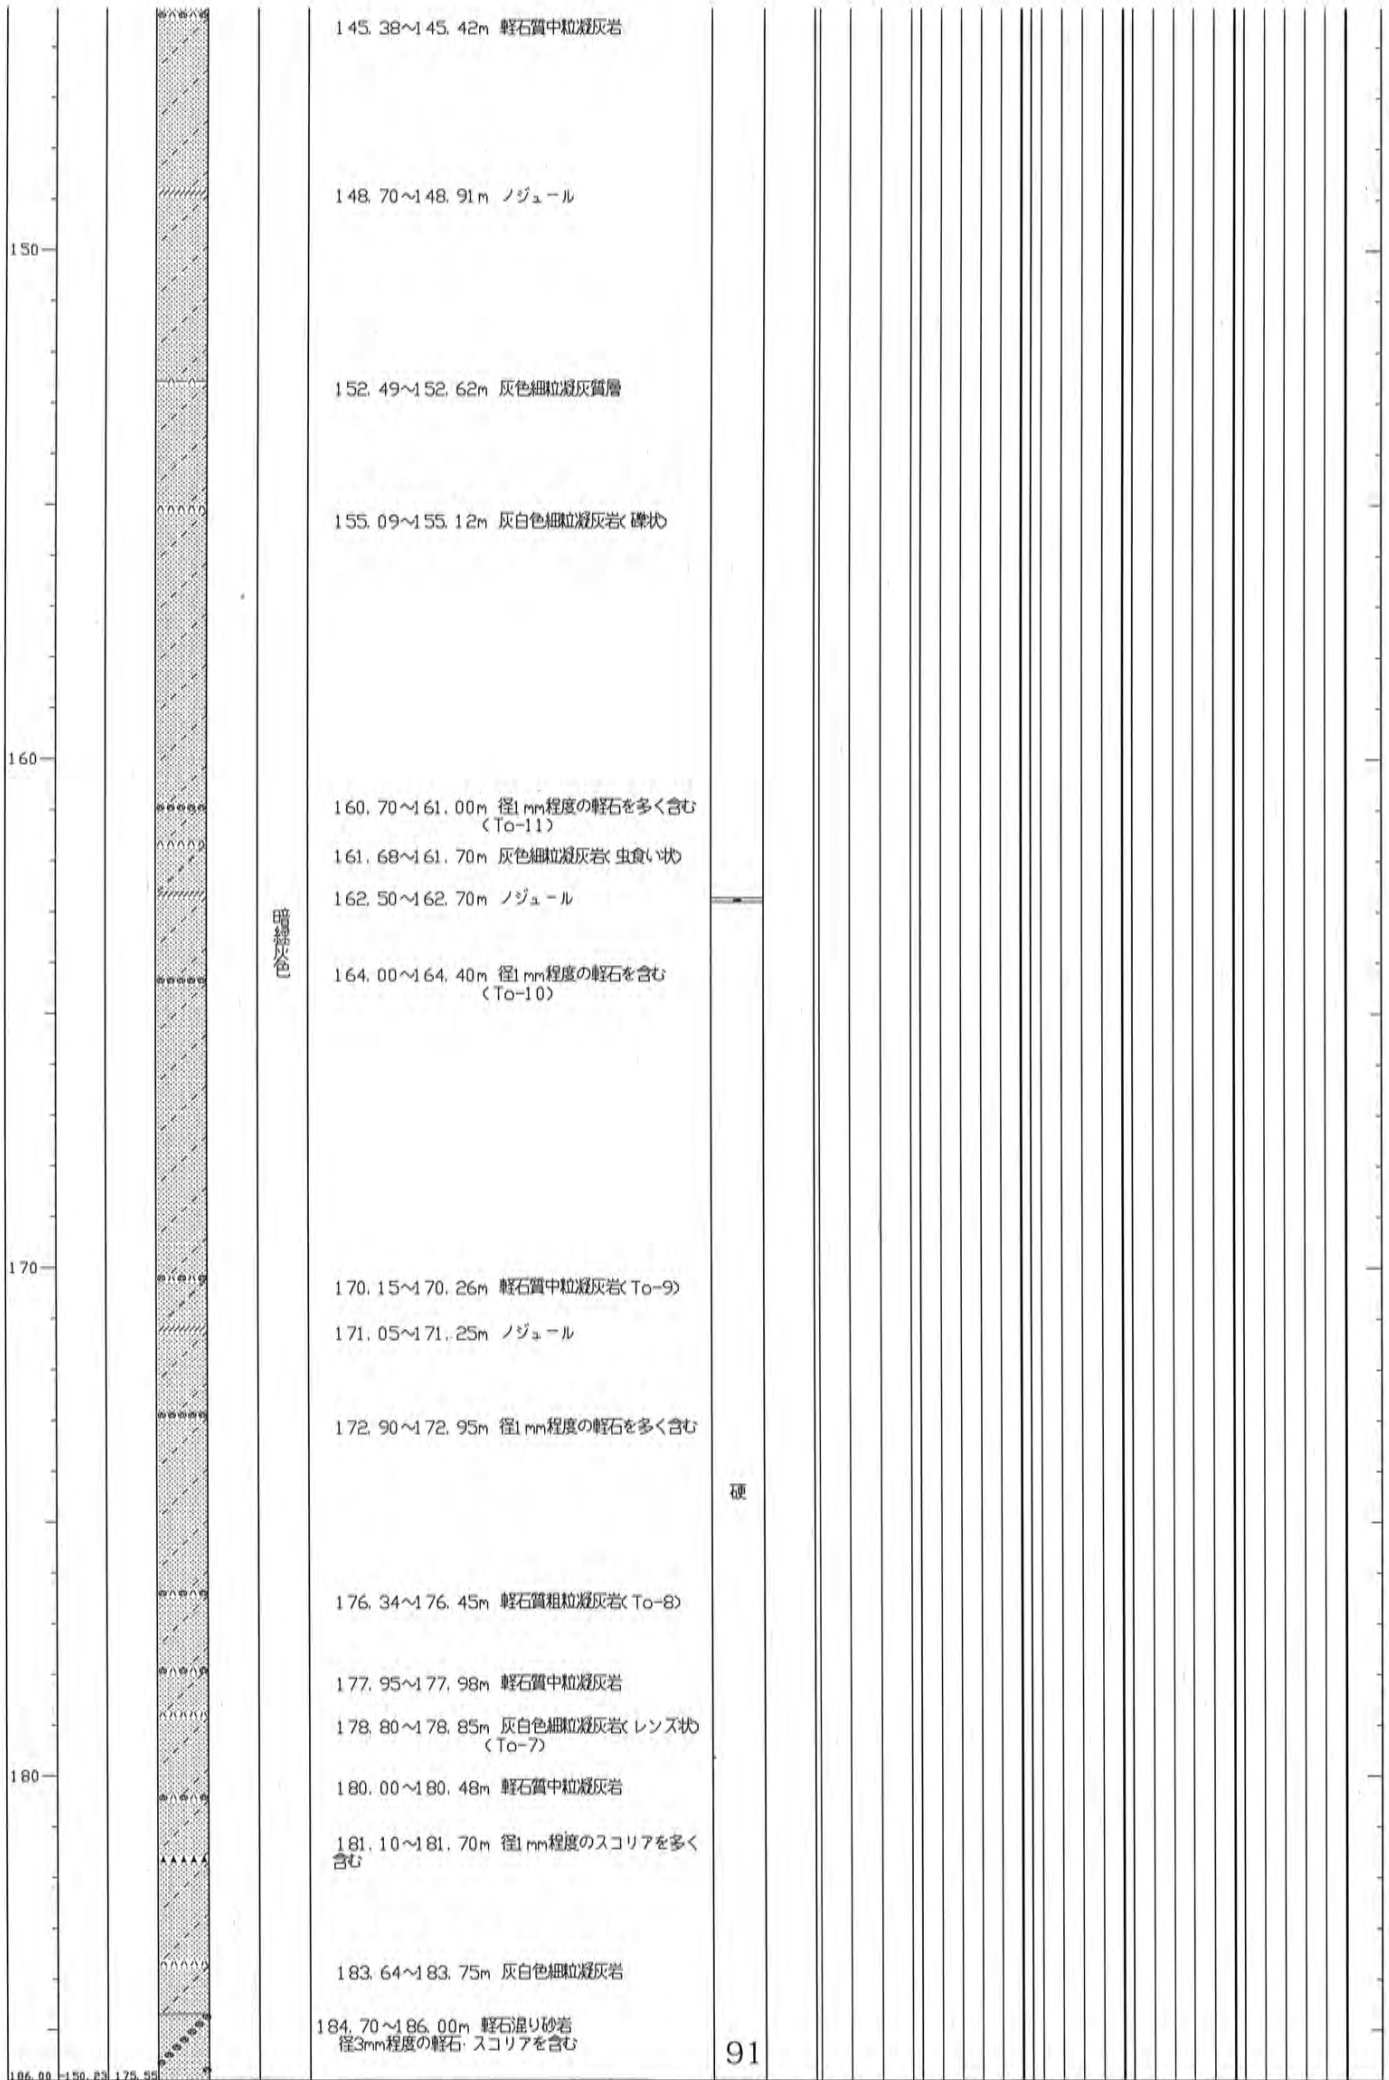 145.38～145.42m 軽石質中粒凝灰岩
148.70～148.91m ノジュール
150
152.49～152.62m 灰色細粒凝灰質層
155.09～155.12m 灰白色細粒凝灰岩(礫状)
160
160.70～161.00m 径1mm程度の軽石を多く含む
(To-11)
161.68～161.70m 灰色細粒凝灰岩(虫食い状)
162.50～162.70m ノジュール
暗緑灰色
164.00～164.40m 径1mm程度の軽石を含む
(To-10)
170
170.15～170.26m 軽石質中粒凝灰岩(To-9)
171.05～171.25m ノジュール
172.90～172.95m 径1mm程度の軽石を多く含む
硬
176.34～176.45m 軽石質粗粒凝灰岩(To-8)
177.95～177.98m 軽石質中粒凝灰岩
178.80～178.85m 灰白色細粒凝灰岩(レンズ状)
(To-7)
180
180.00～180.48m 軽石質中粒凝灰岩
181.10～181.70m 径1mm程度のスコリアを多く
含む
183.64～183.75m 灰白色細粒凝灰岩
184.70～186.00m 軽石混り砂岩
径3mm程度の軽石・スコリアを含む
91
186.00 -150.23 175.55